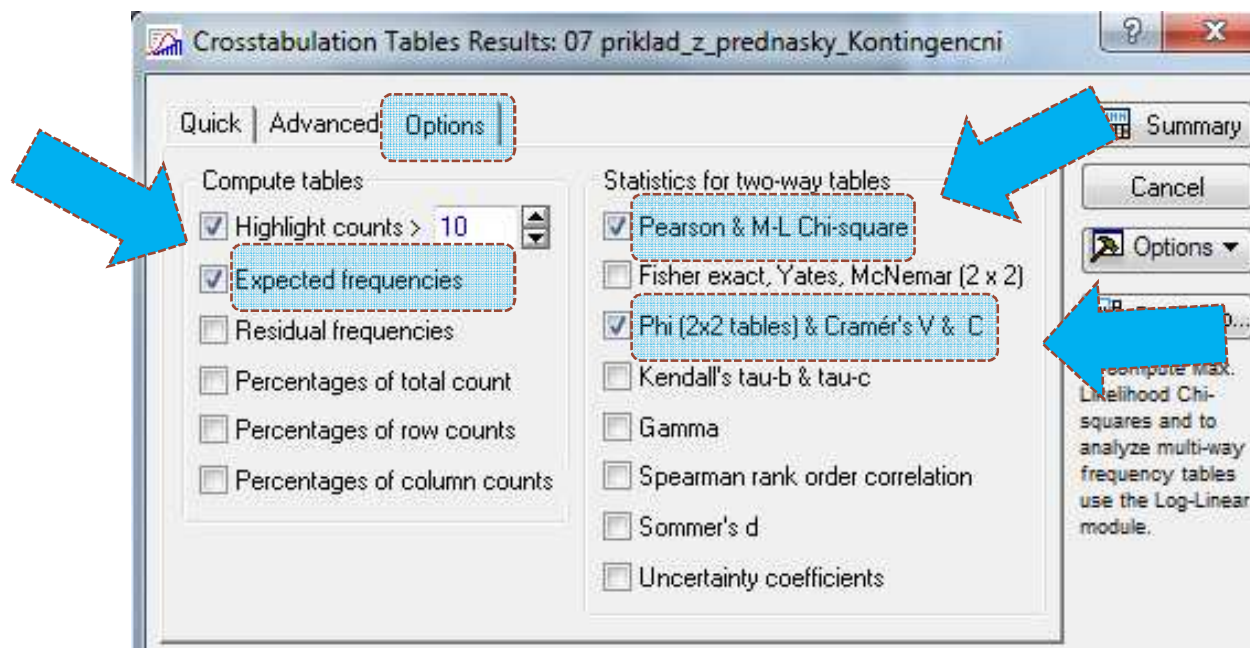 Crosstabulation Tables Results: 07 priklad_z_prednasky_Kontingencni
?
x
Quick Advanced Options
Compute tables
Highlight counts > 10
Expected frequencies
Residual frequencies
Percentages of total count
Percentages of row counts
Percentages of column counts
Statistics for two-way tables
Pearson & M-L Chi-square
Fisher exact, Yates, McNemar (2 x 2)
Phi (2x2 tables) & Cramér's V & C
Kendall's tau-b & tau-c
Gamma
Spearman rank order correlation
Sommer's d
Uncertainty coefficients
Summary
Cancel
Options
compute Max.
Likelihood Chi-
squares and to
analyze multi-way
frequency tables
use the Log-Linear
module.